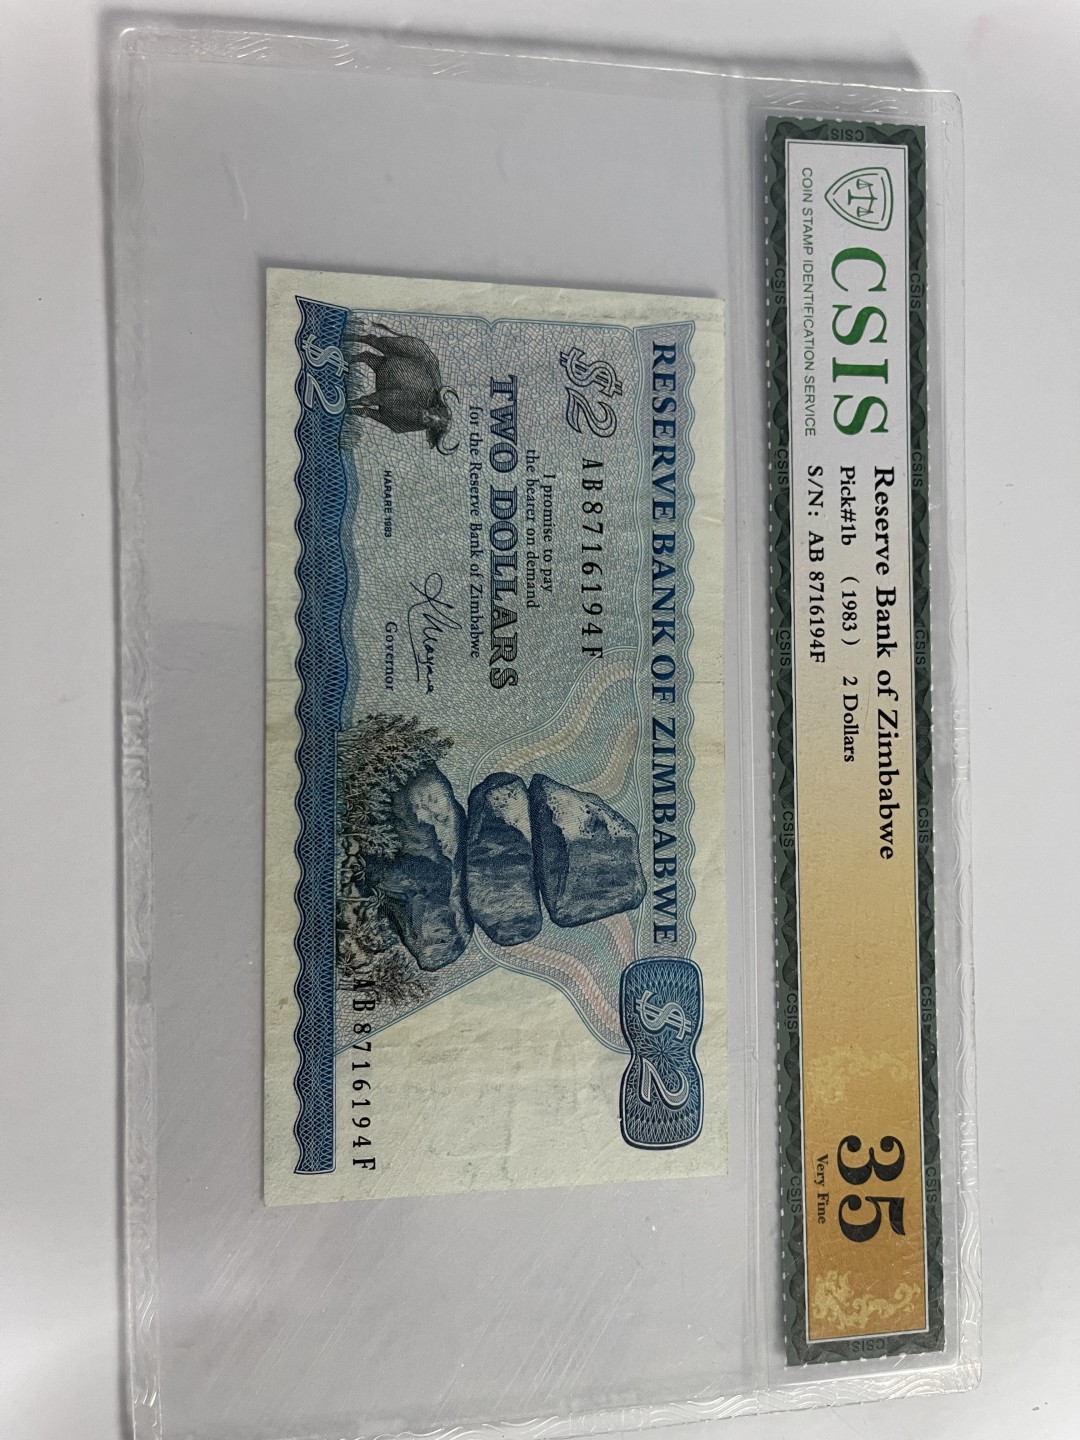 CSIS
COIN STAMP IDENTIFICATION SERVICE
Reserve Bank of Zimbabwe
Pick#1b (1983) 2 Dollars
S/N: AB 8716194F
35
Very Fine
RESERVE BANK OF ZIMBABWE
$2
$2
AB8716194F
I promise to pay
the bearer on demand
TWO DOLLARS
for the Reserve Bank of Zimbabwe
Governor
HARARE 1983
$2
AB8716194F